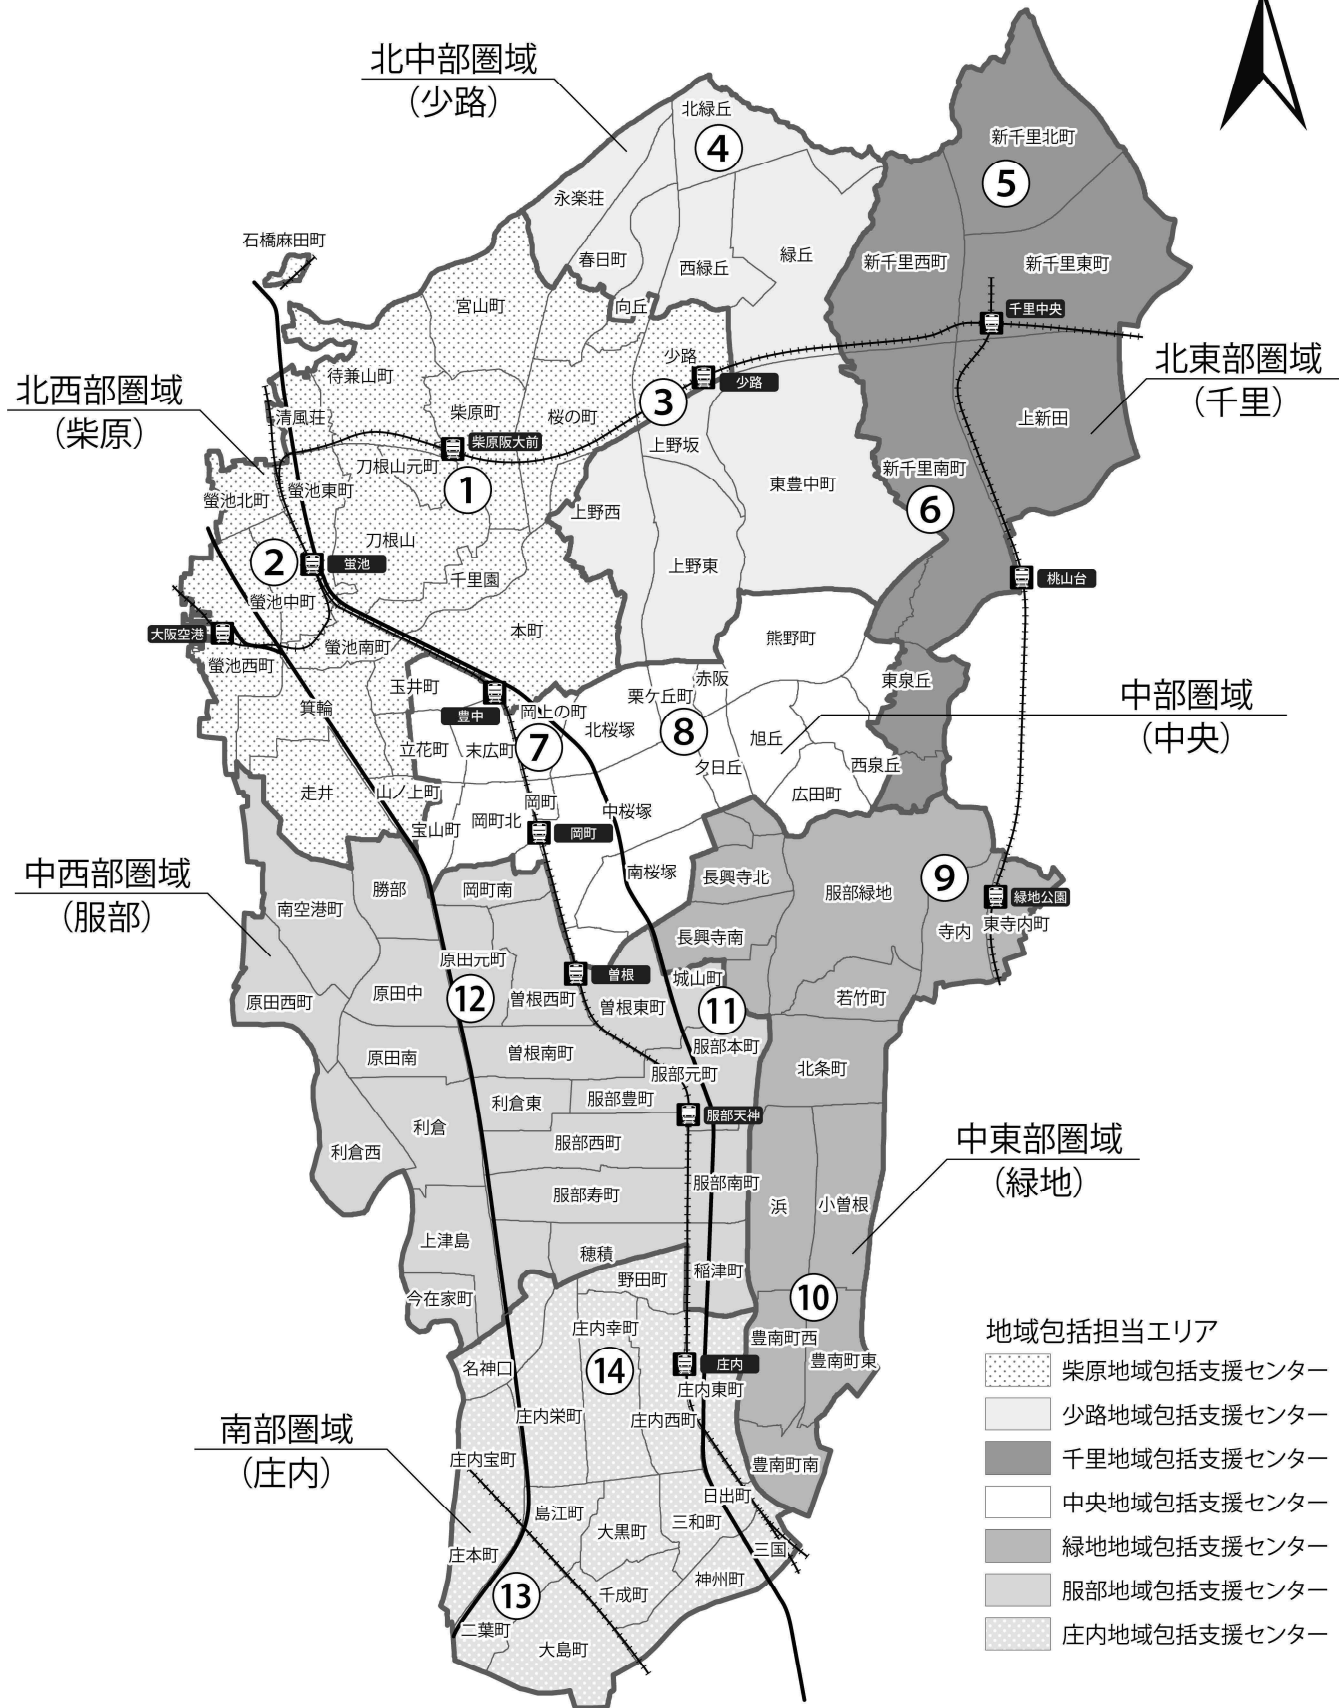 北中部圏域
(少路)
北緑丘
④
新千里北町
⑤
永楽荘
石橋麻田町
春日町
西緑丘
緑丘
新千里西町
新千里東町
宮山町
向丘
千里中央
待兼山町
少路
少路
北東部圏域
(千里)
北西部圏域
(柴原)
清風荘
柴原町
桜の町
③
上新田
柴原阪大前
上野坂
刀根山元町
新千里南町
螢池北町
螢池東町
①
東豊中町
上野西
⑥
刀根山
②
蛍池
千里園
上野東
桃山台
螢池中町
大阪空港
本町
熊野町
螢池南町
螢池西町
玉井町
赤阪
東泉丘
栗ケ丘町
中部圏域
(中央)
箕輪
豊中
岡上の町
北桜塚
⑧
旭丘
立花町
末広町
⑦
夕日丘
西泉丘
走井
山ノ上町
岡町
中桜塚
広田町
宝山町
岡町北
岡町
中西部圏域
(服部)
南桜塚
長興寺北
服部緑地
⑨
勝部
岡町南
緑地公園
南空港町
長興寺南
寺内
東寺内町
原田元町
曽根
城山町
原田西町
原田中
⑫
曽根西町
曽根東町
⑪
若竹町
原田南
曽根南町
服部本町
北条町
服部元町
利倉東
服部豊町
服部天神
利倉
服部西町
中東部圏域
(緑地)
利倉西
服部寿町
服部南町
浜
小曽根
上津島
穂積
野田町
稲津町
今在家町
⑩
庄内幸町
豊南町西
名神口
⑭
庄内
豊南町東
庄内東町
庄内栄町
庄内西町
南部圏域
(庄内)
庄内宝町
豊南町南
日出町
島江町
大黒町
三和町
三国
庄本町
神州町
⑬
千成町
二葉町
大島町
地域包括担当エリア
柴原地域包括支援センター
少路地域包括支援センター
千里地域包括支援センター
中央地域包括支援センター
緑地地域包括支援センター
服部地域包括支援センター
庄内地域包括支援センター